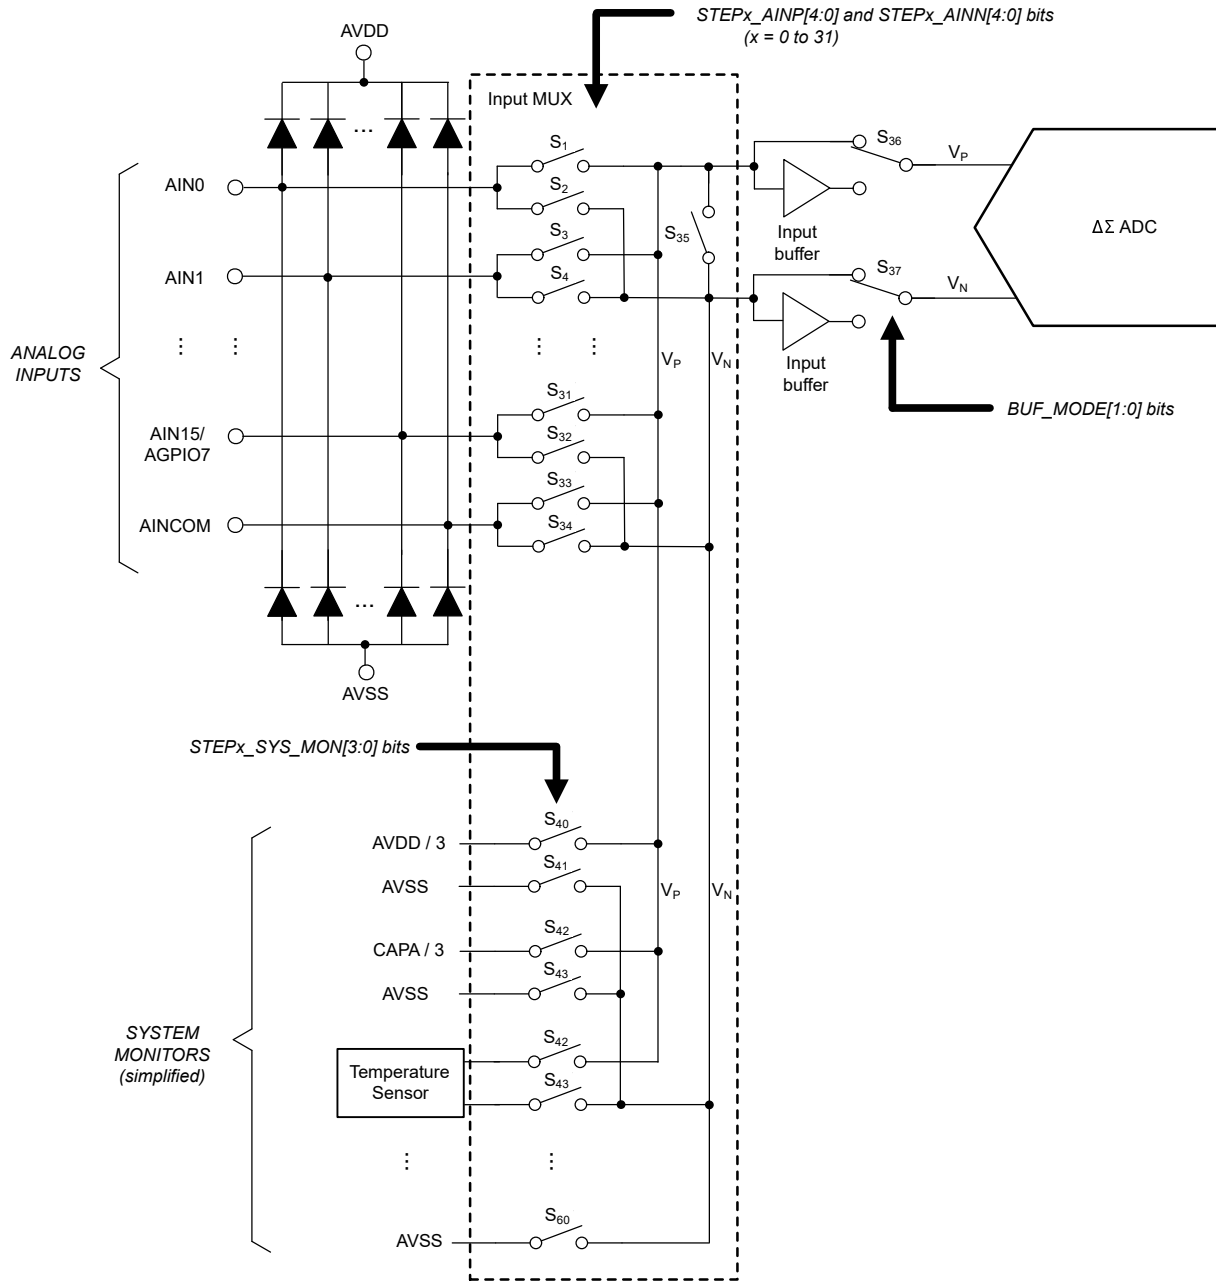 STEPx_AINP[4:0] and STEPx_AINN[4:0] bits
(x = 0 to 31)
AVDD
Input MUX
...
S1
S36
VP
AIN0
S2
Input
buffer
S35
ΔΣ ADC
S3
AIN1
S4
S37
VN
Input
buffer
⋮
⋮
⋮
⋮
ANALOG
INPUTS
VP
VN
BUF_MODE[1:0] bits
S31
AIN15/
AGPIO7
S32
S33
AINCOM
S34
...
AVSS
STEPx_SYS_MON[3:0] bits
S40
AVDD / 3
S41
AVSS
VP
VN
S42
CAPA / 3
S43
AVSS
SYSTEM
MONITORS
(simplified)
S42
Temperature
Sensor
S43
⋮
⋮
S60
AVSS